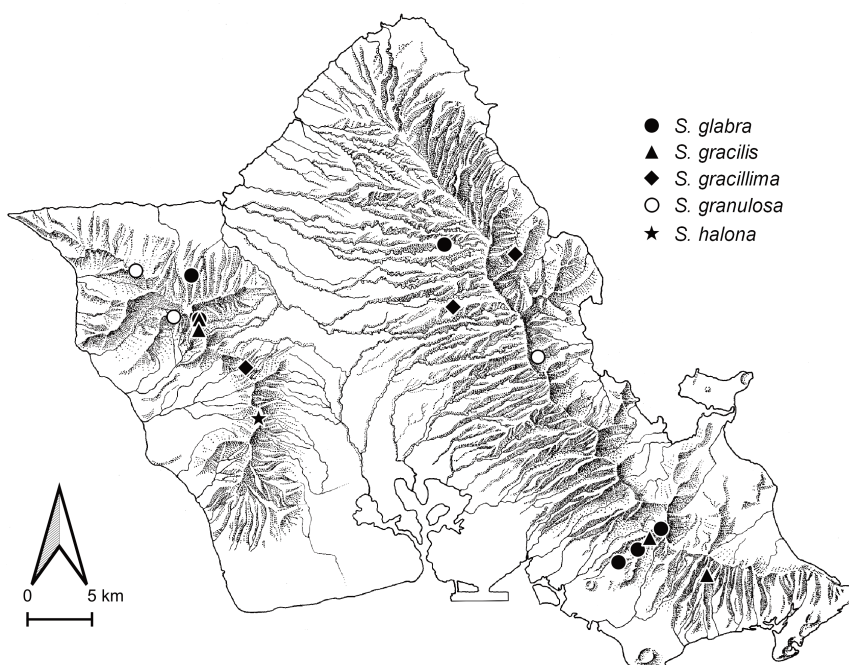 S. glabra
S. gracilis
S. gracillima
S. granulosa
S. halona
0 5 km